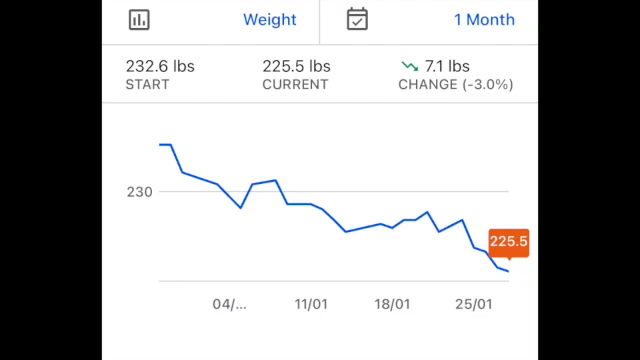 Weight 1 Month
232.6 lbs 225.5 lbs 7.1 lbs
START CURRENT CHANGE (-3.0%)
230
225.5
04/... 11/01 18/01 25/01